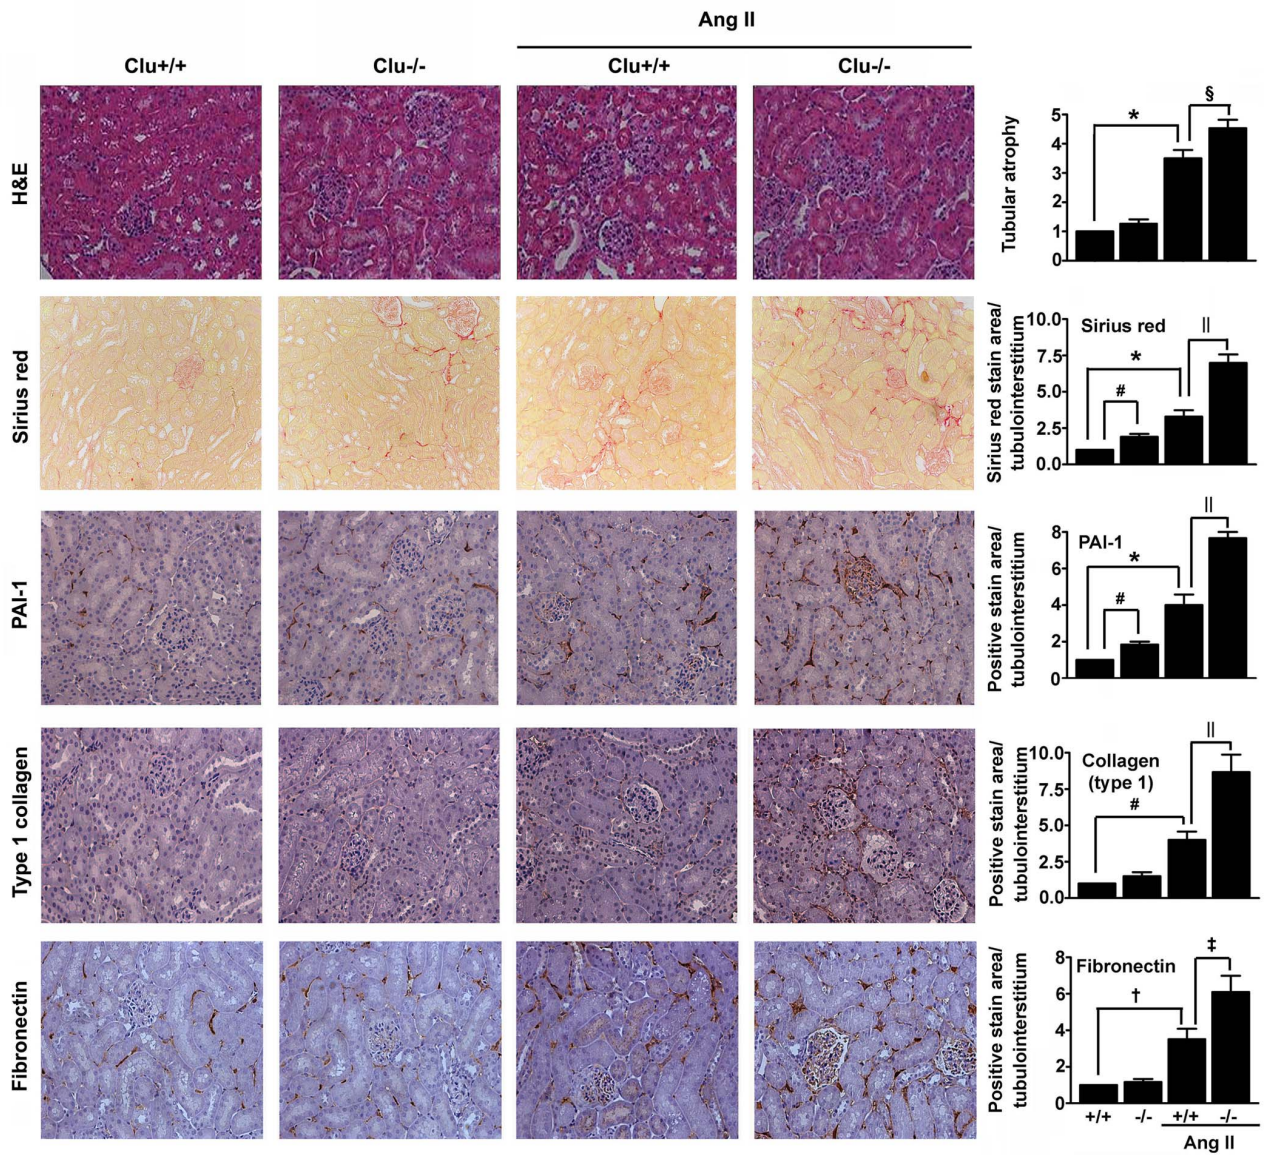 Ang II
Clu+/+ Clu-/- Clu+/+ Clu-/-
H&E
Tubular atrophy
5
4
3
2
1
0
*
§
Sirius red
Sirius red stain area/
tubulointerstitium
10.0
7.5
5.0
2.5
0.0
Sirius red
#
*
||
PAI-1
Positive stain area/
tubulointerstitium
8
6
4
2
0
PAI-1
#
*
||
Type 1 collagen
Positive stain area/
tubulointerstitium
10.0
7.5
5.0
2.5
0.0
Collagen
(type 1)
#
||
Fibronectin
Positive stain area/
tubulointerstitium
8
6
4
2
0
Fibronectin
†
‡
+/+ -/- +/+ -/-
Ang II